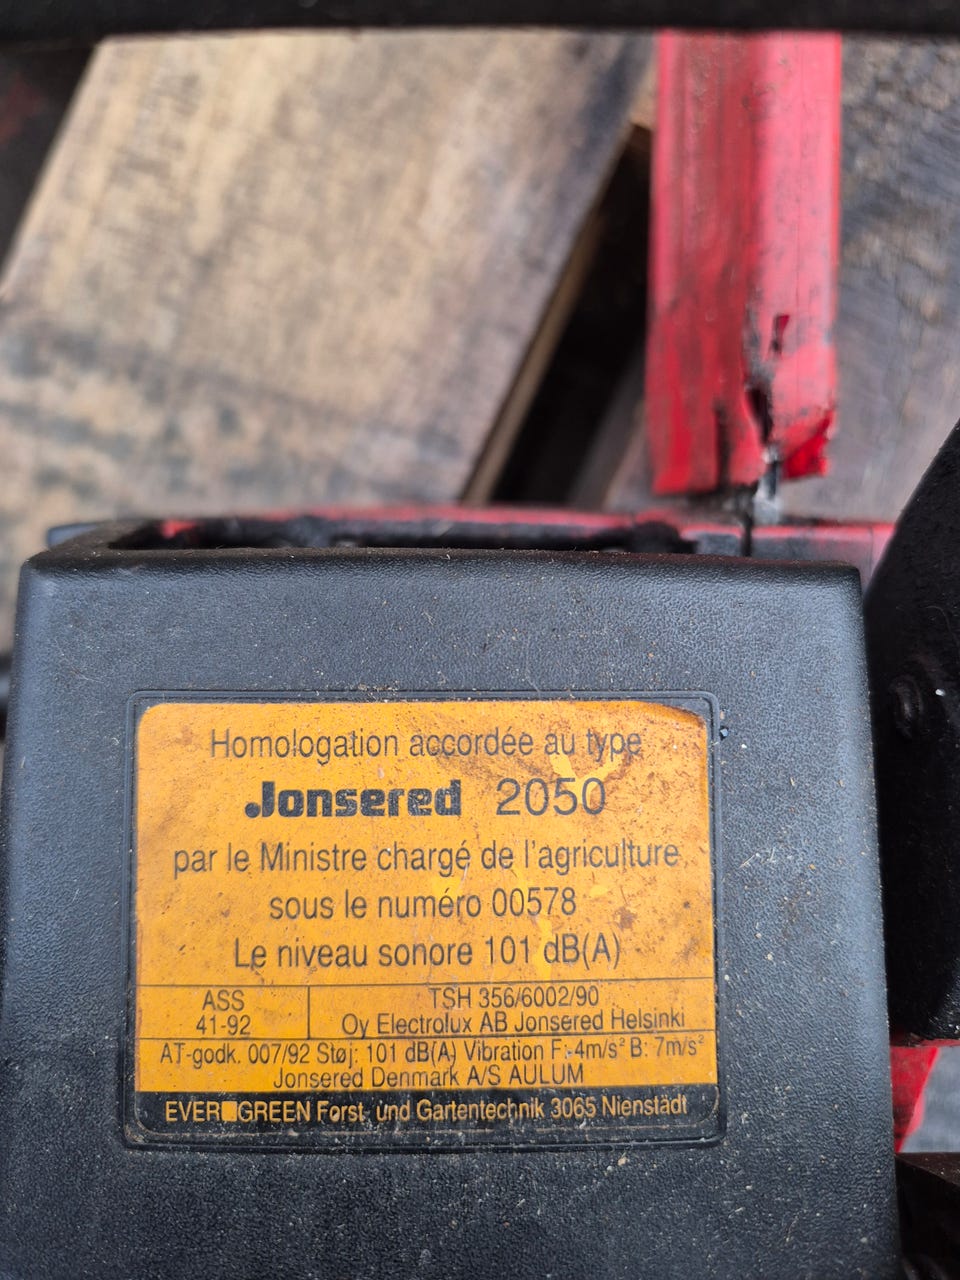 Homologation accordée au type
Jonsered 2050
par le Ministre chargé de l'agriculture
sous le numéro 00578
Le niveau sonore 101 dB(A)
ASS
41-92
TSH 356/6002/90
Oy Electrolux AB Jonsered Helsinki
AT-godk. 007/92 Støj: 101 dB(A) Vibration F: 4m/s² B: 7m/s²
Jonsered Denmark A/S AULUM
EVERGREEN Forst und Gartentechnik 3065 Nienstädt